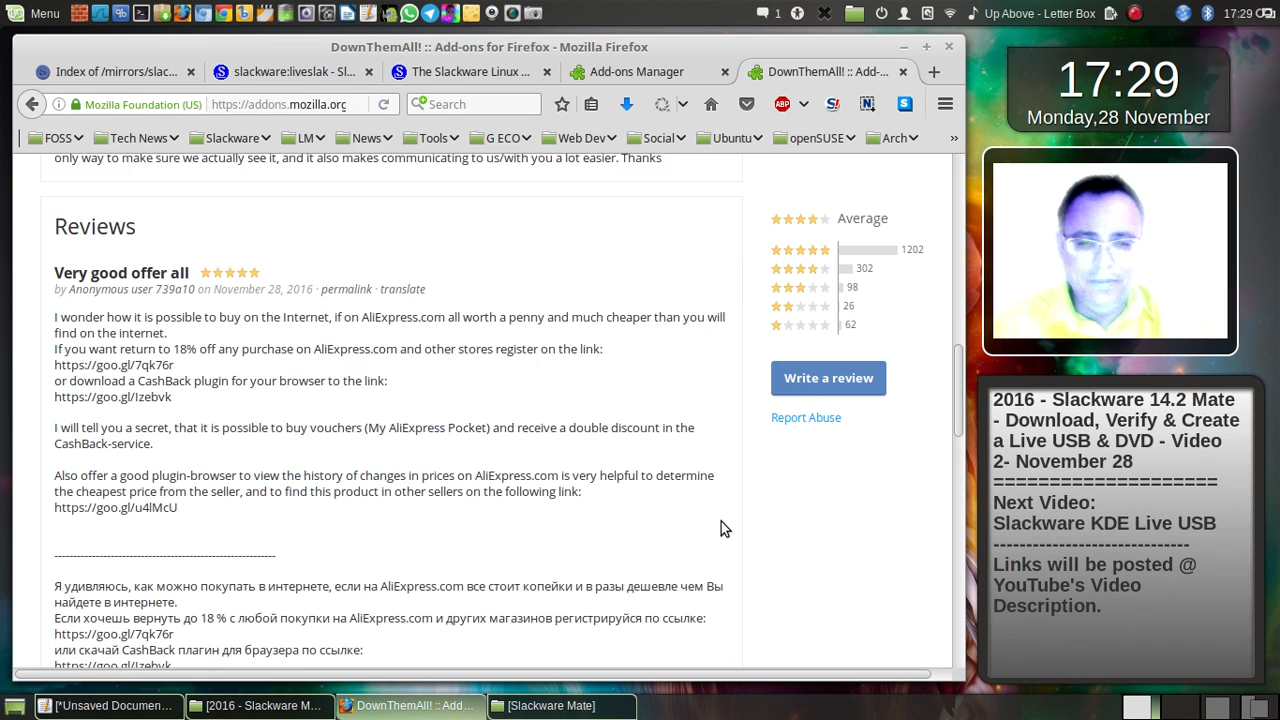 Menu
1
Up Above - Letter Box
17:29
DownThemAll! :: Add-ons for Firefox - Mozilla Firefox
Index of /mirrors/slac...
slackware:liveslak - Sl...
The Slackware Linux ...
Add-ons Manager
DownThemAll! :: Add-...
Mozilla Foundation (US)
https://addons.mozilla.org
Search
ABP
FOSS
Tech News
Slackware
LM
News
Tools
G ECO
Web Dev
Social
Ubuntu
openSUSE
Arch
»
only way to make sure we actually see it, and it also makes communicating to us/with you a lot easier. Thanks
Reviews
Very good offer all
by Anonymous user 739a10 on November 28, 2016 · permalink · translate
I wonder how it is possible to buy on the Internet, if on AliExpress.com all worth a penny and much cheaper than you will
find on the internet.
If you want return to 18% off any purchase on AliExpress.com and other stores register on the link:
https://goo.gl/7qk76r
or download a CashBack plugin for your browser to the link:
https://goo.gl/Izebvk
I will tell you a secret, that it is possible to buy vouchers (My AliExpress Pocket) and receive a double discount in the
CashBack-service.
Also offer a good plugin-browser to view the history of changes in prices on AliExpress.com is very helpful to determine
the cheapest price from the seller, and to find this product in other sellers on the following link:
https://goo.gl/u4lMcU
-----------------------------------------------------------
Я удивляюсь, как можно покупать в интернете, если на AliExpress.com все стоит копейки и в разы дешевле чем Вы
найдете в интернете.
Если хочешь вернуть до 18 % с любой покупки на AliExpress.com и других магазинов регистрируйся по ссылке:
https://goo.gl/7qk76r
или скачай CashBack плагин для браузера по ссылке:
https://goo.gl/Izebvk
Average
1202
302
98
26
62
Write a review
Report Abuse
17:29
Monday,28 November
2016 - Slackware 14.2 Mate
- Download, Verify & Create
a Live USB & DVD - Video
2- November 28
====================
Next Video:
Slackware KDE Live USB
----------------------------
Links will be posted @
YouTube's Video
Description.
[*Unsaved Documen...
[2016 - Slackware M...
DownThemAll! :: Add...
[Slackware Mate]